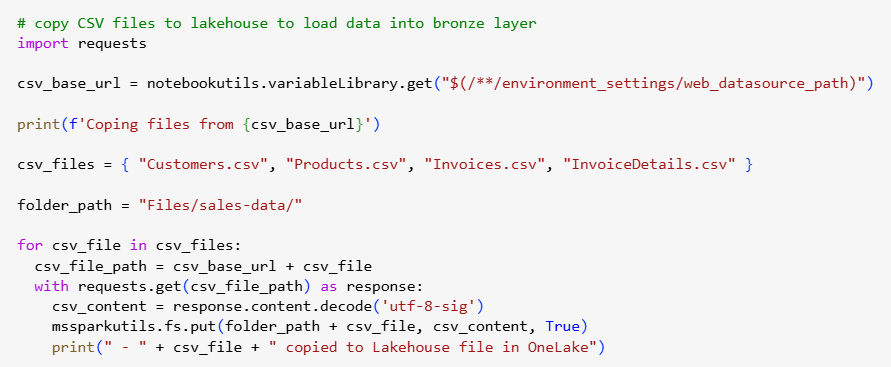 # copy CSV files to lakehouse to load data into bronze layer
import requests
csv_base_url = notebookutils.variableLibrary.get("$(/**/environment_settings/web_datasource_path)")
print(f'Coping files from {csv_base_url}')
csv_files = { "Customers.csv", "Products.csv", "Invoices.csv", "InvoiceDetails.csv" }
folder_path = "Files/sales-data/"
for csv_file in csv_files:
  csv_file_path = csv_base_url + csv_file
  with requests.get(csv_file_path) as response:
    csv_content = response.content.decode('utf-8-sig')
    mssparkutils.fs.put(folder_path + csv_file, csv_content, True)
    print(" - " + csv_file + " copied to Lakehouse file in OneLake")